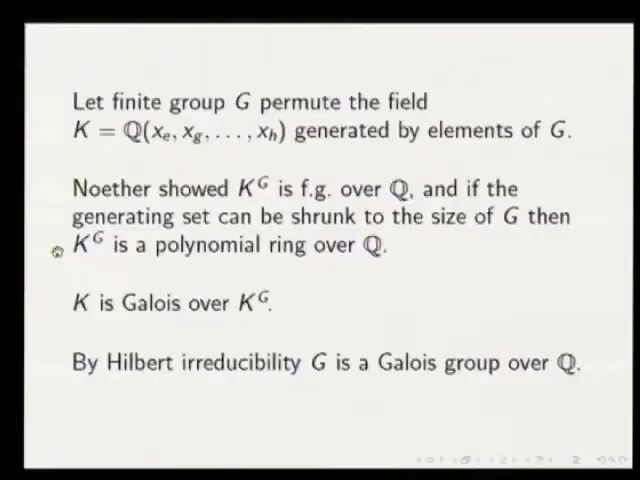 Let finite group G permute the field
K = ℚ(xₑ, x_g, . . . , x_h) generated by elements of G.
Noether showed K^G is f.g. over ℚ, and if the
generating set can be shrunk to the size of G then
K^G is a polynomial ring over ℚ.
K is Galois over K^G.
By Hilbert irreducibility G is a Galois group over ℚ.